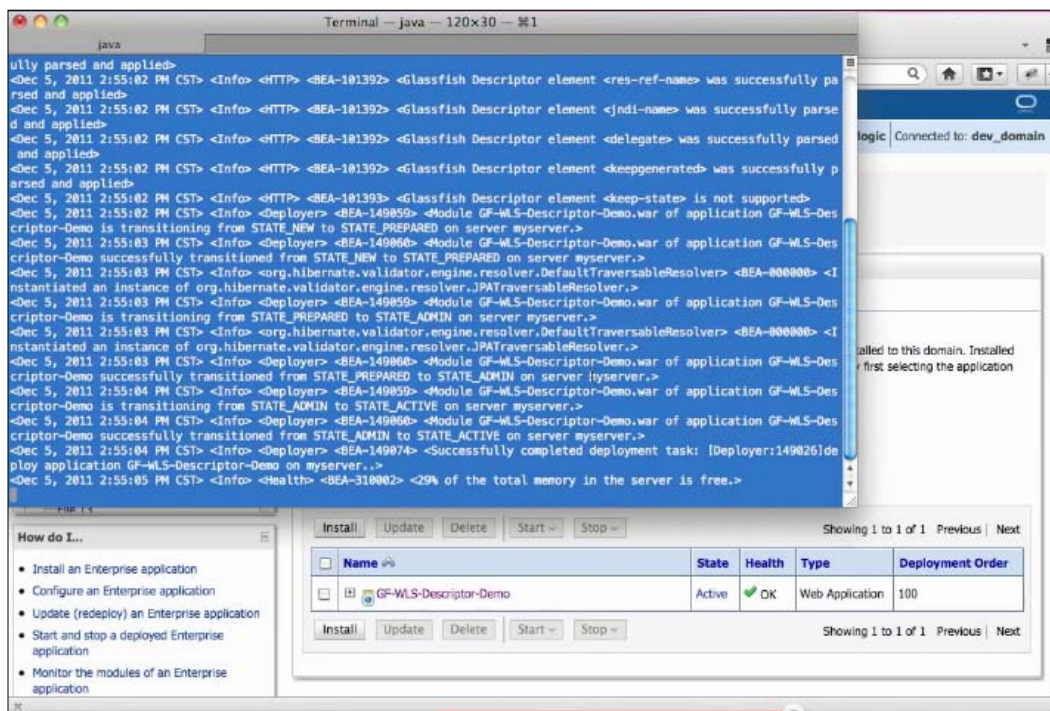 Terminal — java — 120×30 — ⌘1
java
ully parsed and applied>
<Dec 5, 2011 2:55:02 PM CST> <Info> <HTTP> <BEA-101392> <Glassfish Descriptor element <res-ref-name> was successfully pa
rsed and applied>
<Dec 5, 2011 2:55:02 PM CST> <Info> <HTTP> <BEA-101392> <Glassfish Descriptor element <jndi-name> was successfully parse
d and applied>
<Dec 5, 2011 2:55:02 PM CST> <Info> <HTTP> <BEA-101392> <Glassfish Descriptor element <delegate> was successfully parsed
 and applied>
<Dec 5, 2011 2:55:02 PM CST> <Info> <HTTP> <BEA-101392> <Glassfish Descriptor element <keepgenerated> was successfully p
arsed and applied>
<Dec 5, 2011 2:55:02 PM CST> <Info> <HTTP> <BEA-101393> <Glassfish Descriptor element <keep-state> is not supported>
<Dec 5, 2011 2:55:02 PM CST> <Info> <Deployer> <BEA-149059> <Module GF-WLS-Descriptor-Demo.war of application GF-WLS-Des
criptor-Demo is transitioning from STATE_NEW to STATE_PREPARED on server myserver.>
<Dec 5, 2011 2:55:03 PM CST> <Info> <Deployer> <BEA-149060> <Module GF-WLS-Descriptor-Demo.war of application GF-WLS-Des
criptor-Demo successfully transitioned from STATE_NEW to STATE_PREPARED on server myserver.>
<Dec 5, 2011 2:55:03 PM CST> <Info> <org.hibernate.validator.engine.resolver.DefaultTraversableResolver> <BEA-000000> <I
nstantiated an instance of org.hibernate.validator.engine.resolver.JPATraversableResolver.>
<Dec 5, 2011 2:55:03 PM CST> <Info> <Deployer> <BEA-149059> <Module GF-WLS-Descriptor-Demo.war of application GF-WLS-Des
criptor-Demo is transitioning from STATE_PREPARED to STATE_ADMIN on server myserver.>
<Dec 5, 2011 2:55:03 PM CST> <Info> <org.hibernate.validator.engine.resolver.DefaultTraversableResolver> <BEA-000000> <I
nstantiated an instance of org.hibernate.validator.engine.resolver.JPATraversableResolver.>
<Dec 5, 2011 2:55:03 PM CST> <Info> <Deployer> <BEA-149060> <Module GF-WLS-Descriptor-Demo.war of application GF-WLS-Des
criptor-Demo successfully transitioned from STATE_PREPARED to STATE_ADMIN on server myserver.>
<Dec 5, 2011 2:55:04 PM CST> <Info> <Deployer> <BEA-149059> <Module GF-WLS-Descriptor-Demo.war of application GF-WLS-Des
criptor-Demo is transitioning from STATE_ADMIN to STATE_ACTIVE on server myserver.>
<Dec 5, 2011 2:55:04 PM CST> <Info> <Deployer> <BEA-149060> <Module GF-WLS-Descriptor-Demo.war of application GF-WLS-Des
criptor-Demo successfully transitioned from STATE_ADMIN to STATE_ACTIVE on server myserver.>
<Dec 5, 2011 2:55:04 PM CST> <Info> <Deployer> <BEA-149074> <Successfully completed deployment task: [Deployer:149026]de
ploy application GF-WLS-Descriptor-Demo on myserver..>
<Dec 5, 2011 2:55:05 PM CST> <Info> <Health> <BEA-310002> <29% of the total memory in the server is free.>
logic Connected to: dev_domain
talled to this domain. Installed
first selecting the application
How do I...
Install an Enterprise application
Configure an Enterprise application
Update (redeploy) an Enterprise application
Start and stop a deployed Enterprise
application
Monitor the modules of an Enterprise
application
Install Update Delete Start Stop Showing 1 to 1 of 1 Previous | Next
Name State Health Type Deployment Order
GF-WLS-Descriptor-Demo Active OK Web Application 100
Install Update Delete Start Stop Showing 1 to 1 of 1 Previous | Next